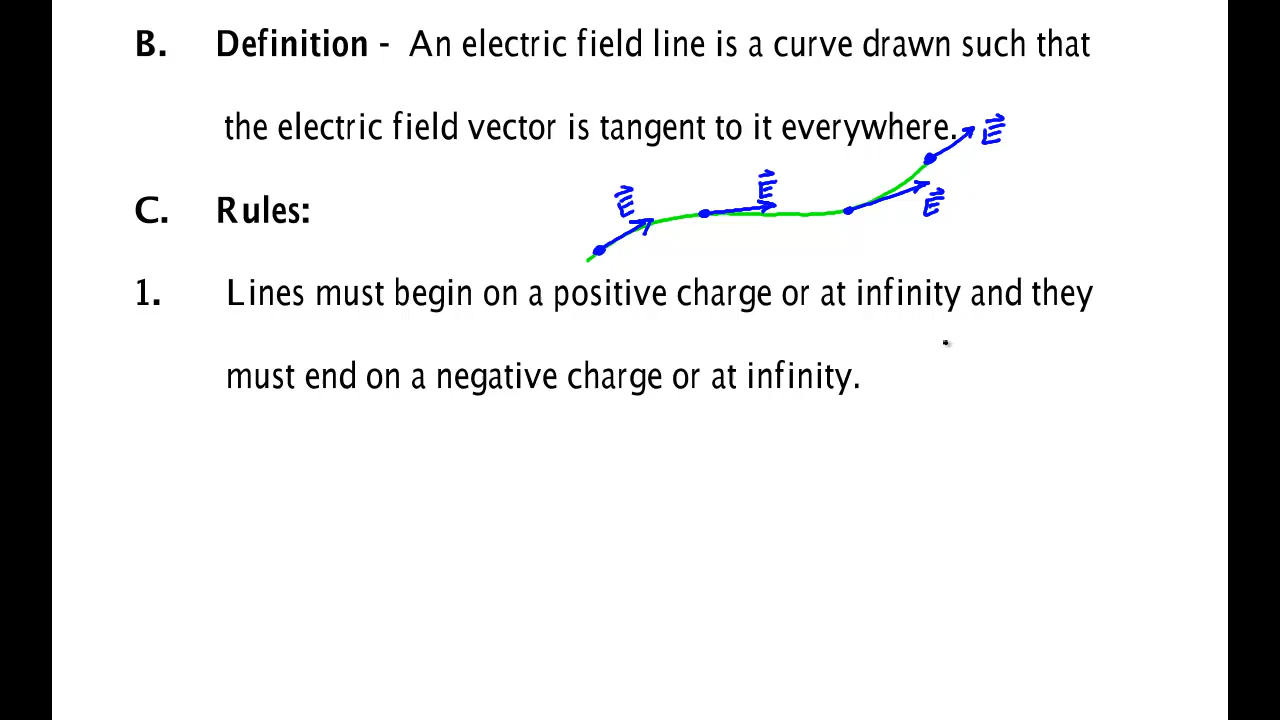 B. Definition - An electric field line is a curve drawn such that
the electric field vector is tangent to it everywhere.
E⃗
E⃗
E⃗
E⃗
C. Rules:
1. Lines must begin on a positive charge or at infinity and they
must end on a negative charge or at infinity.